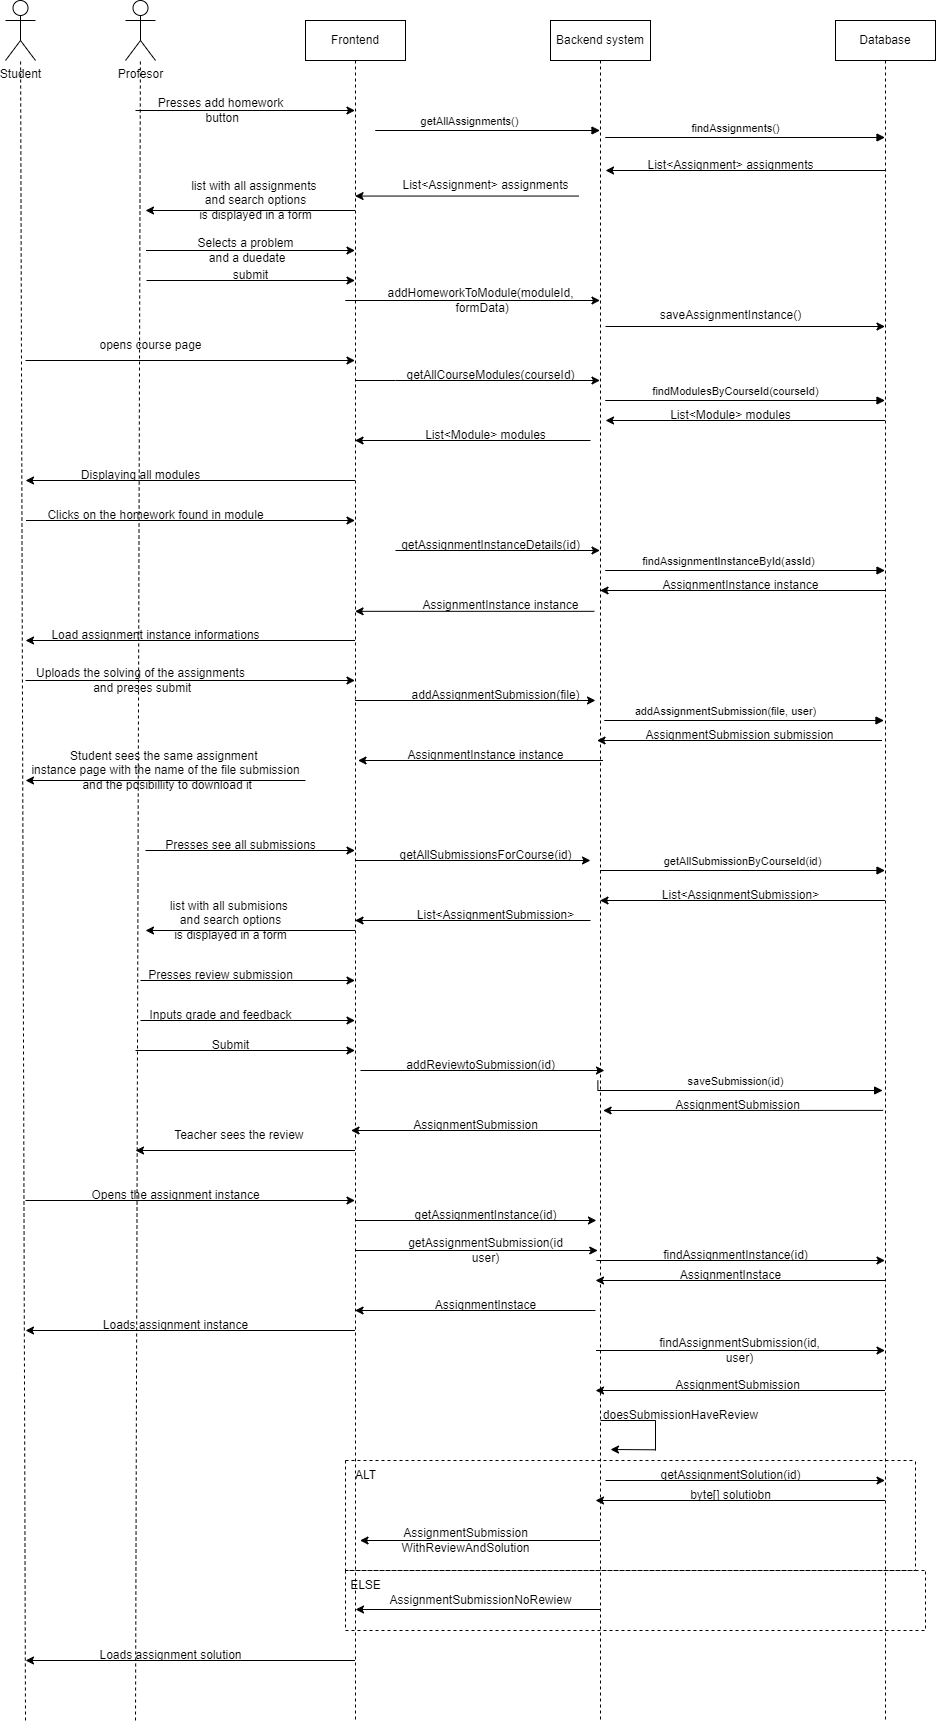 Student
Profesor
Frontend
Backend system
Database
Presses add homework
button
getAllAssignments()
findAssignments()
List<Assignment> assignments
List<Assignment> assignments
list with all assignments
and search options
is displayed in a form
Selects a problem
and a duedate
submit
addHomeworkToModule(moduleId,
formData)
saveAssignmentInstance()
opens course page
getAllCourseModules(courseId)
findModulesByCourseId(courseId)
List<Module> modules
List<Module> modules
Displaying all modules
Clicks on the homework found in module
getAssignmentInstanceDetails(id)
findAssignmentInstanceById(assId)
AssignmentInstance instance
AssignmentInstance instance
Load assignment instance informations
Uploads the solving of the assignments
and preses submit
addAssignmentSubmission(file)
addAssignmentSubmission(file, user)
AssignmentSubmission submission
AssignmentInstance instance
Student sees the same assignment
instance page with the name of the file submission
and the posibillity to download it
Presses see all submissions
getAllSubmissionsForCourse(id)
getAllSubmissionByCourseId(id)
List<AssignmentSubmission>
List<AssignmentSubmission>
list with all submisions
and search options
is displayed in a form
Presses review submission
Inputs grade and feedback
Submit
addReviewtoSubmission(id)
saveSubmission(id)
AssignmentSubmission
AssignmentSubmission
Teacher sees the review
Opens the assignment instance
getAssignmentInstance(id)
getAssignmentSubmission(id
user)
findAssignmentInstance(id)
AssignmentInstace
AssignmentInstace
Loads assignment instance
findAssignmentSubmission(id,
user)
AssignmentSubmission
doesSubmissionHaveReview
ALT
getAssignmentSolution(id)
byte[] solutiobn
AssignmentSubmission
WithReviewAndSolution
ELSE
AssignmentSubmissionNoRewiew
Loads assignment solution